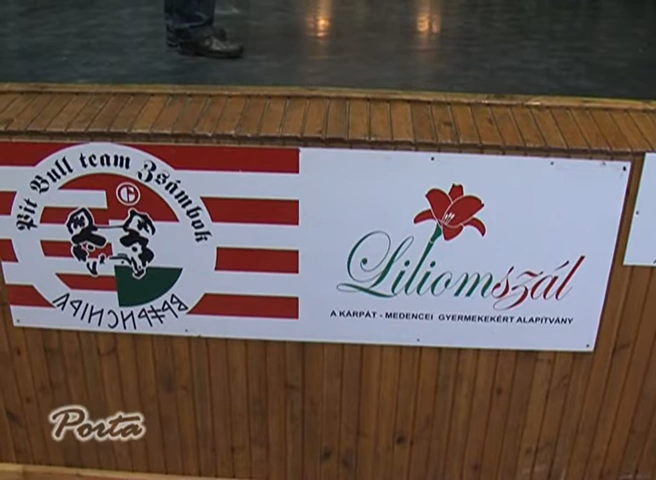 Pit Bull team Zsámbok
G
Liliomszál
A KÁRPÁT - MEDENCEI GYERMEKEKÉRT ALAPÍTVÁNY
Porta